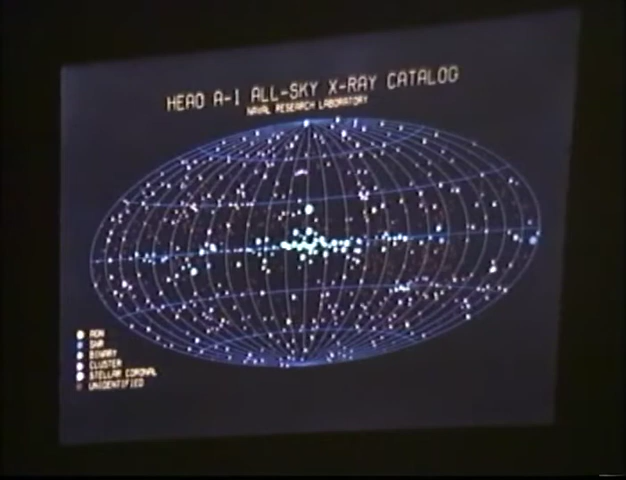 HEAO A-1 ALL-SKY X-RAY CATALOG
NAVAL RESEARCH LABORATORY
AGN
SNR
BINARY
CLUSTER
STELLAR CORONAL
UNIDENTIFIED